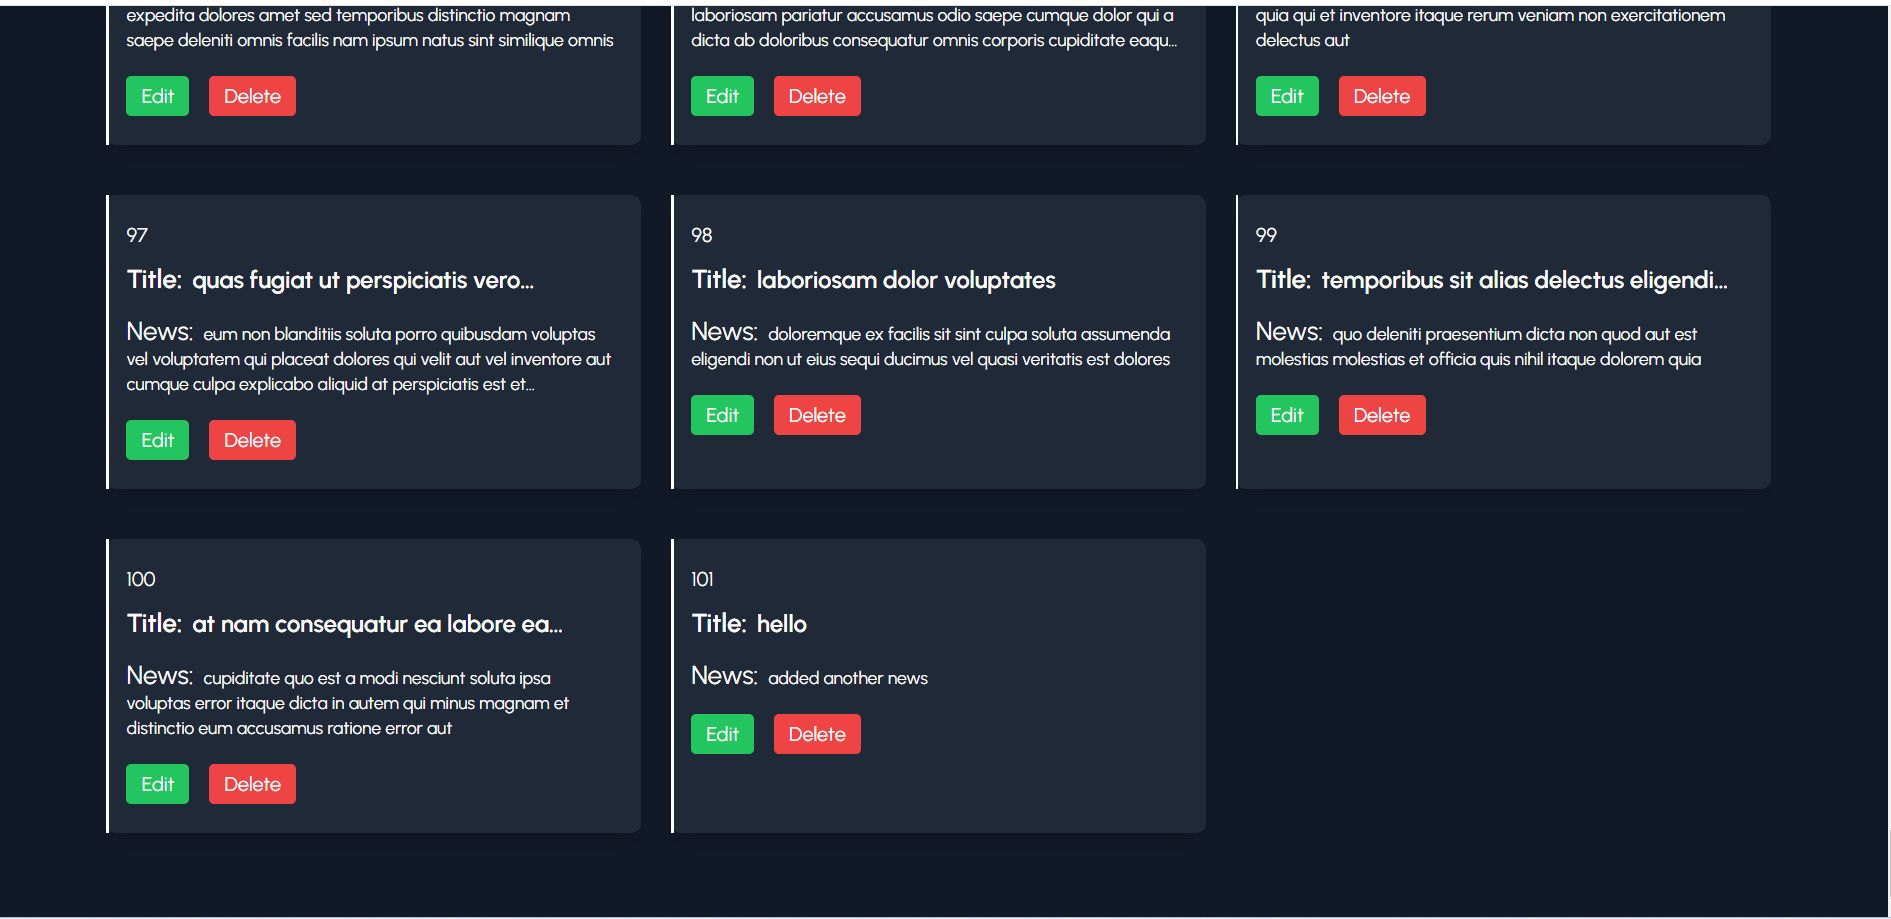 expedita dolores amet sed temporibus distinctio magnam
saepe deleniti omnis facilis nam ipsum natus sint similique omnis
Edit Delete
laboriosam pariatur accusamus odio saepe cumque dolor qui a
dicta ab doloribus consequatur omnis corporis cupiditate eaqu...
Edit Delete
quia qui et inventore itaque rerum veniam non exercitationem
delectus aut
Edit Delete
97
Title: quas fugiat ut perspiciatis vero...
News: eum non blanditiis soluta porro quibusdam voluptas
vel voluptatem qui placeat dolores qui velit aut vel inventore aut
cumque culpa explicabo aliquid at perspiciatis est et...
Edit Delete
98
Title: laboriosam dolor voluptates
News: doloremque ex facilis sit sint culpa soluta assumenda
eligendi non ut eius sequi ducimus vel quasi veritatis est dolores
Edit Delete
99
Title: temporibus sit alias delectus eligendi...
News: quo deleniti praesentium dicta non quod aut est
molestias molestias et officia quis nihil itaque dolorem quia
Edit Delete
100
Title: at nam consequatur ea labore ea...
News: cupiditate quo est a modi nesciunt soluta ipsa
voluptas error itaque dicta in autem qui minus magnam et
distinctio eum accusamus ratione error aut
Edit Delete
101
Title: hello
News: added another news
Edit Delete